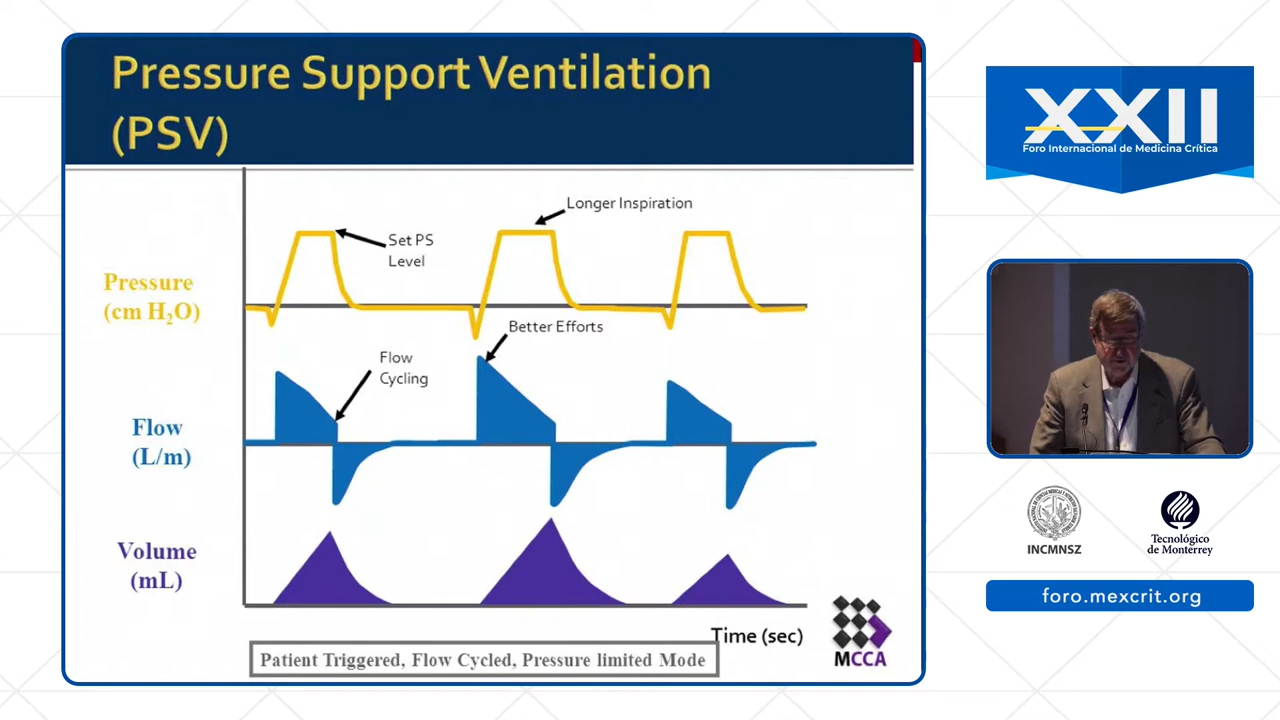 Pressure Support Ventilation
(PSV)
Longer Inspiration
Set PS
Level
Pressure
(cm H₂O)
Better Efforts
Flow
Cycling
Flow
(L/m)
Volume
(mL)
Time (sec)
Patient Triggered, Flow Cycled, Pressure limited Mode
MCCA
XXII
Foro Internacional de Medicina Crítica
INCMNSZ
Tecnológico
de Monterrey
foro.mexcrit.org